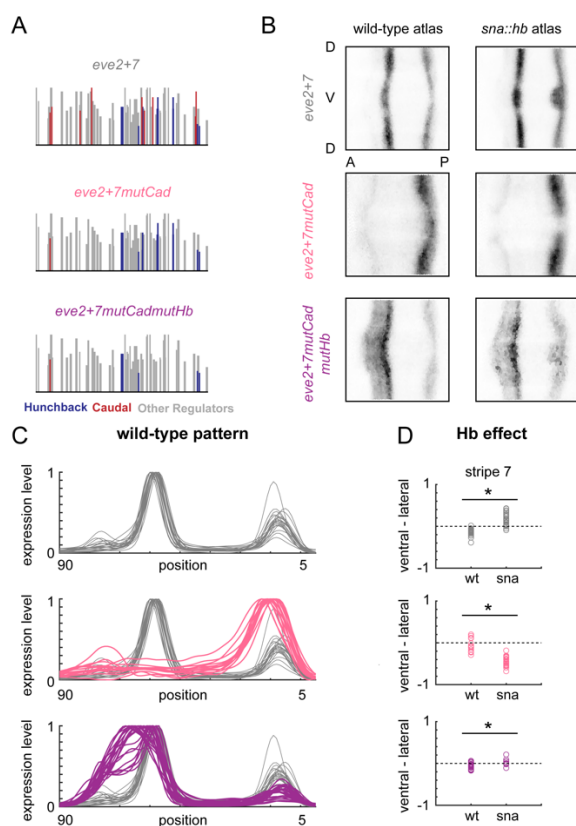 A
eve2+7
eve2+7mutCad
eve2+7mutCadmutHb
Hunchback Caudal Other Regulators
B
wild-type atlas sna::hb atlas
D
V
D
A P
eve2+7
eve2+7mutCad
eve2+7mutCad
mutHb
C wild-type pattern
expression level
1
0
90 position 5
expression level
1
0
90 position 5
expression level
1
0
90 position 5
D Hb effect
stripe 7
ventral - lateral
1
*
-1
wt sna
ventral - lateral
1
*
-1
wt sna
ventral - lateral
1
*
-1
wt sna